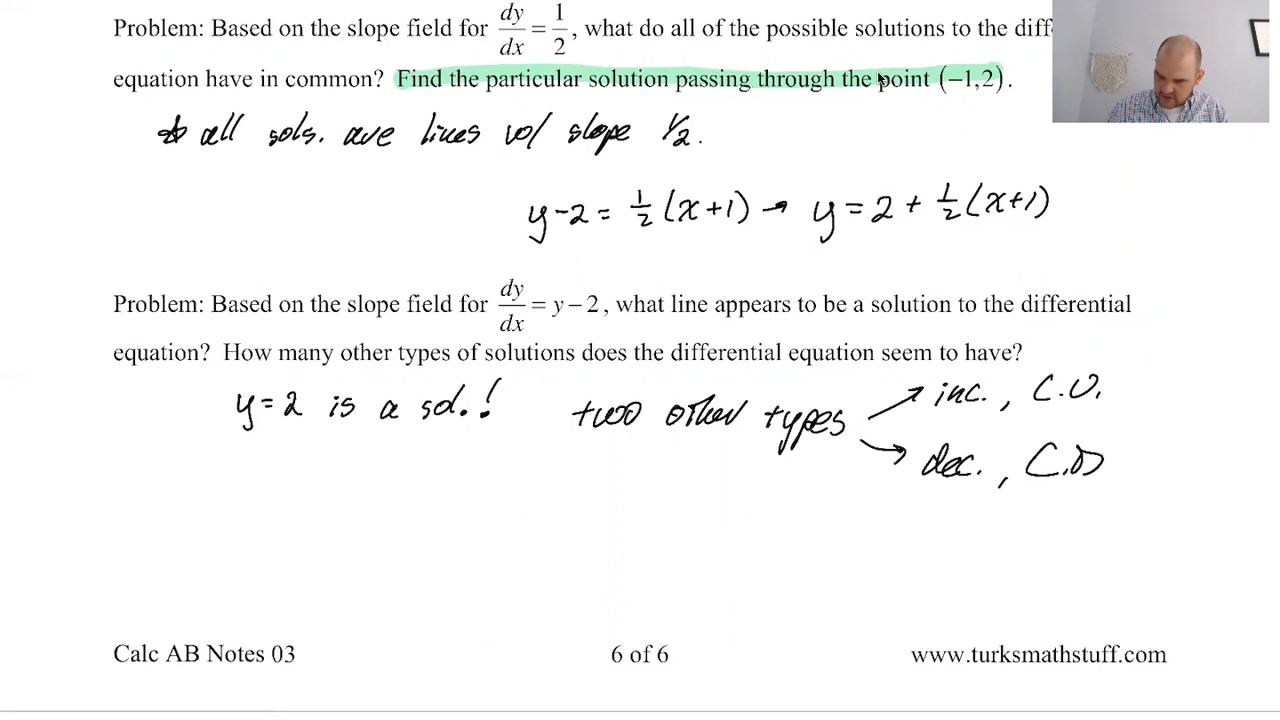 Problem: Based on the slope field for dy/dx = 1/2, what do all of the possible solutions to the diff
equation have in common? Find the particular solution passing through the point (−1,2).
all sols. are lines w/ slope 1/2.
y-2 = 1/2 (x+1) → y = 2 + 1/2 (x+1)
Problem: Based on the slope field for dy/dx = y − 2, what line appears to be a solution to the differential
equation? How many other types of solutions does the differential equation seem to have?
y=2 is a sol.! two other types → inc., C.U.
→ dec., C.D
Calc AB Notes 03 6 of 6 www.turksmathstuff.com